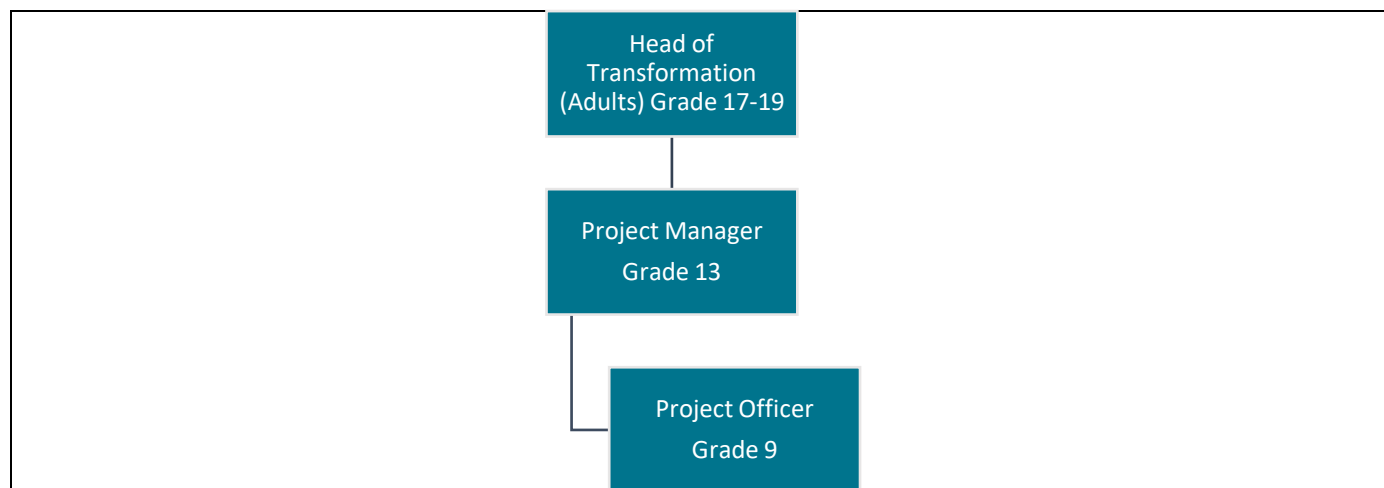 Head of
Transformation
(Adults) Grade 17-19
Project Manager
Grade 13
Project Officer
Grade 9